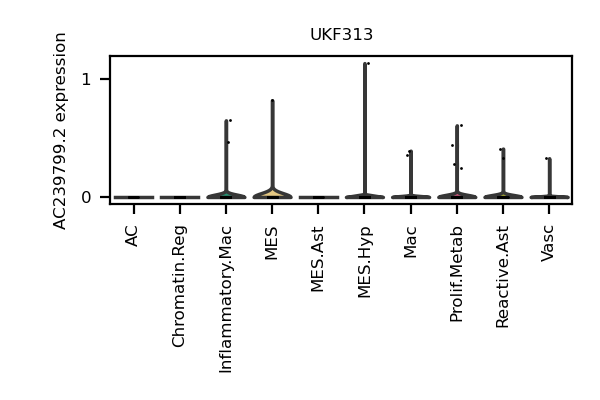 UKF313
AC239799.2 expression
1
0
AC
Chromatin.Reg
Inflammatory.Mac
MES
MES.Ast
MES.Hyp
Mac
Prolif.Metab
Reactive.Ast
Vasc